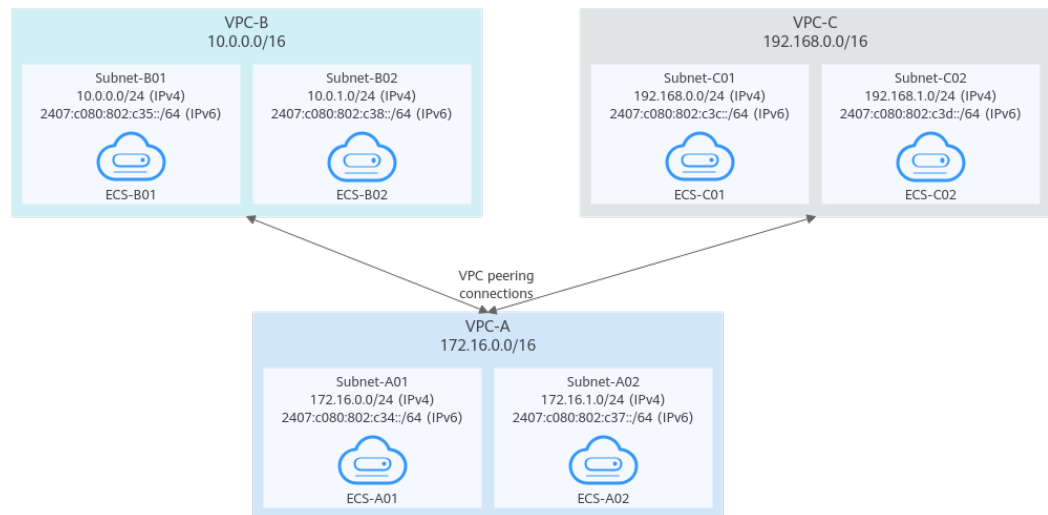 VPC-B
10.0.0.0/16
Subnet-B01
10.0.0.0/24 (IPv4)
2407:c080:802:c35::/64 (IPv6)
ECS-B01
Subnet-B02
10.0.1.0/24 (IPv4)
2407:c080:802:c38::/64 (IPv6)
ECS-B02
VPC-C
192.168.0.0/16
Subnet-C01
192.168.0.0/24 (IPv4)
2407:c080:802:c3c::/64 (IPv6)
ECS-C01
Subnet-C02
192.168.1.0/24 (IPv4)
2407:c080:802:c3d::/64 (IPv6)
ECS-C02
VPC peering
connections
VPC-A
172.16.0.0/16
Subnet-A01
172.16.0.0/24 (IPv4)
2407:c080:802:c34::/64 (IPv6)
ECS-A01
Subnet-A02
172.16.1.0/24 (IPv4)
2407:c080:802:c37::/64 (IPv6)
ECS-A02